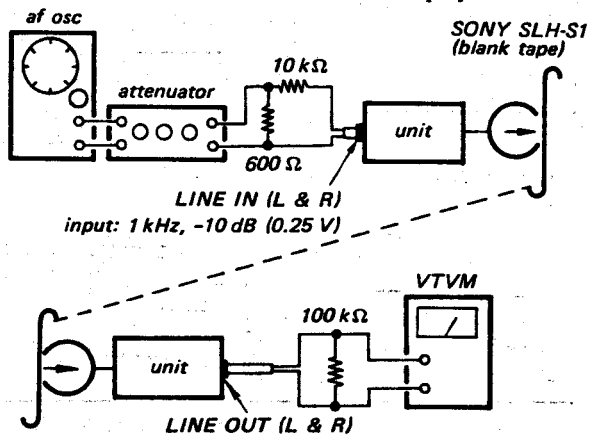 af osc
SONY SLH-S1
(blank tape)
attenuator
10 kΩ
unit
600 Ω
LINE IN (L & R)
input: 1 kHz, -10 dB (0.25 V)
VTVM
100 kΩ
unit
LINE OUT (L & R)